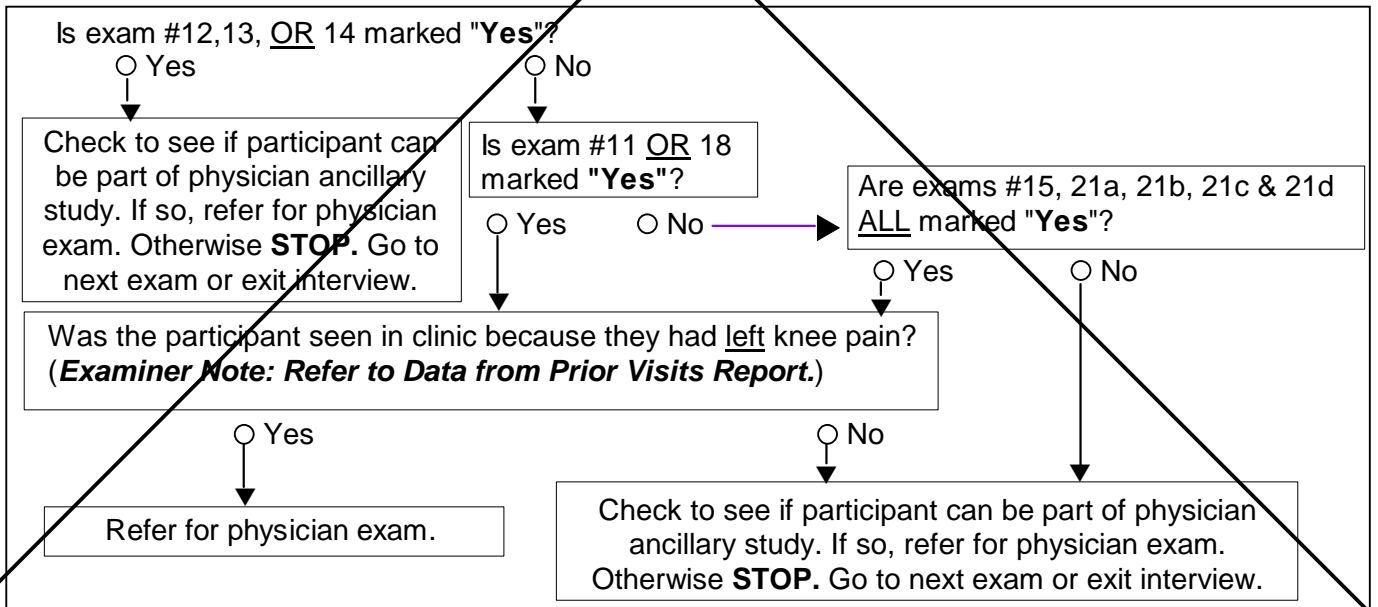 Is exam #12,13, OR 14 marked "Yes"?
Yes
No
Check to see if participant can
be part of physician ancillary
study. If so, refer for physician
exam. Otherwise STOP. Go to
next exam or exit interview.
Is exam #11 OR 18
marked "Yes"?
Yes
No
Are exams #15, 21a, 21b, 21c & 21d
ALL marked "Yes"?
Yes
No
Was the participant seen in clinic because they had left knee pain?
(Examiner Note: Refer to Data from Prior Visits Report.)
Yes
No
Refer for physician exam.
Check to see if participant can be part of physician
ancillary study. If so, refer for physician exam.
Otherwise STOP. Go to next exam or exit interview.